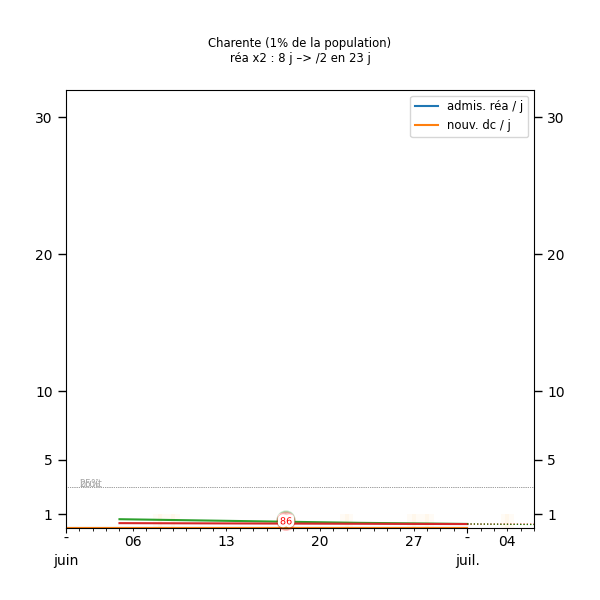 Charente (1% de la population)
réa x2 : 8 j –> /2 en 23 j
admis. réa / j
nouv. dc / j
30 30
20 20
10 10
5 5
1 1
86
- 06 13 20 27 - 04
juin juil.